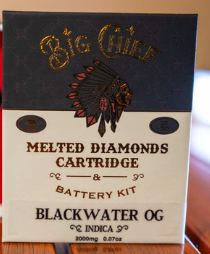 BIG CHIEF
MELTED DIAMONDS
CARTRIDGE
&
BATTERY KIT
BLACKWATER OG
INDICA
2000mg 0.07oz